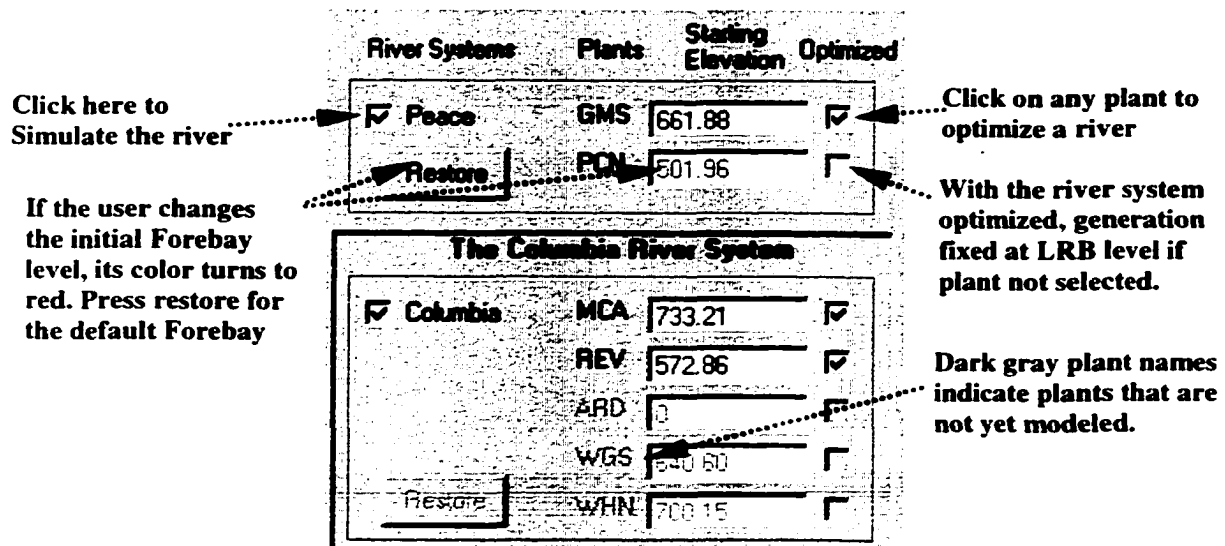 River Systems Plants Starting Elevation Optimized
Click here to
Simulate the river
Peace GMS 661.88
Click on any plant to
optimize a river
Restore PCN 501.96
If the user changes
the initial Forebay
level, its color turns to
red. Press restore for
the default Forebay
With the river system
optimized, generation
fixed at LRB level if
plant not selected.
The Columbia River System
Columbia MCA 733.21
REV 572.86
ARD 0
WGS 640.60
Restore WHN 700.15
Dark gray plant names
indicate plants that are
not yet modeled.